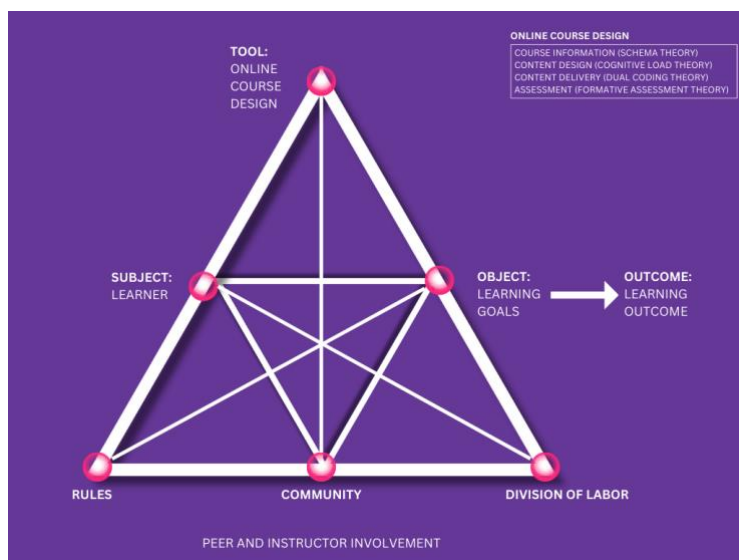 ONLINE COURSE DESIGN
COURSE INFORMATION (SCHEMA THEORY)
CONTENT DESIGN (COGNITIVE LOAD THEORY)
CONTENT DELIVERY (DUAL CODING THEORY)
ASSESSMENT (FORMATIVE ASSESSMENT THEORY)
TOOL:
ONLINE
COURSE
DESIGN
SUBJECT:
LEARNER
OBJECT:
LEARNING
GOALS
OUTCOME:
LEARNING
OUTCOME
RULES
COMMUNITY
DIVISION OF LABOR
PEER AND INSTRUCTOR INVOLVEMENT